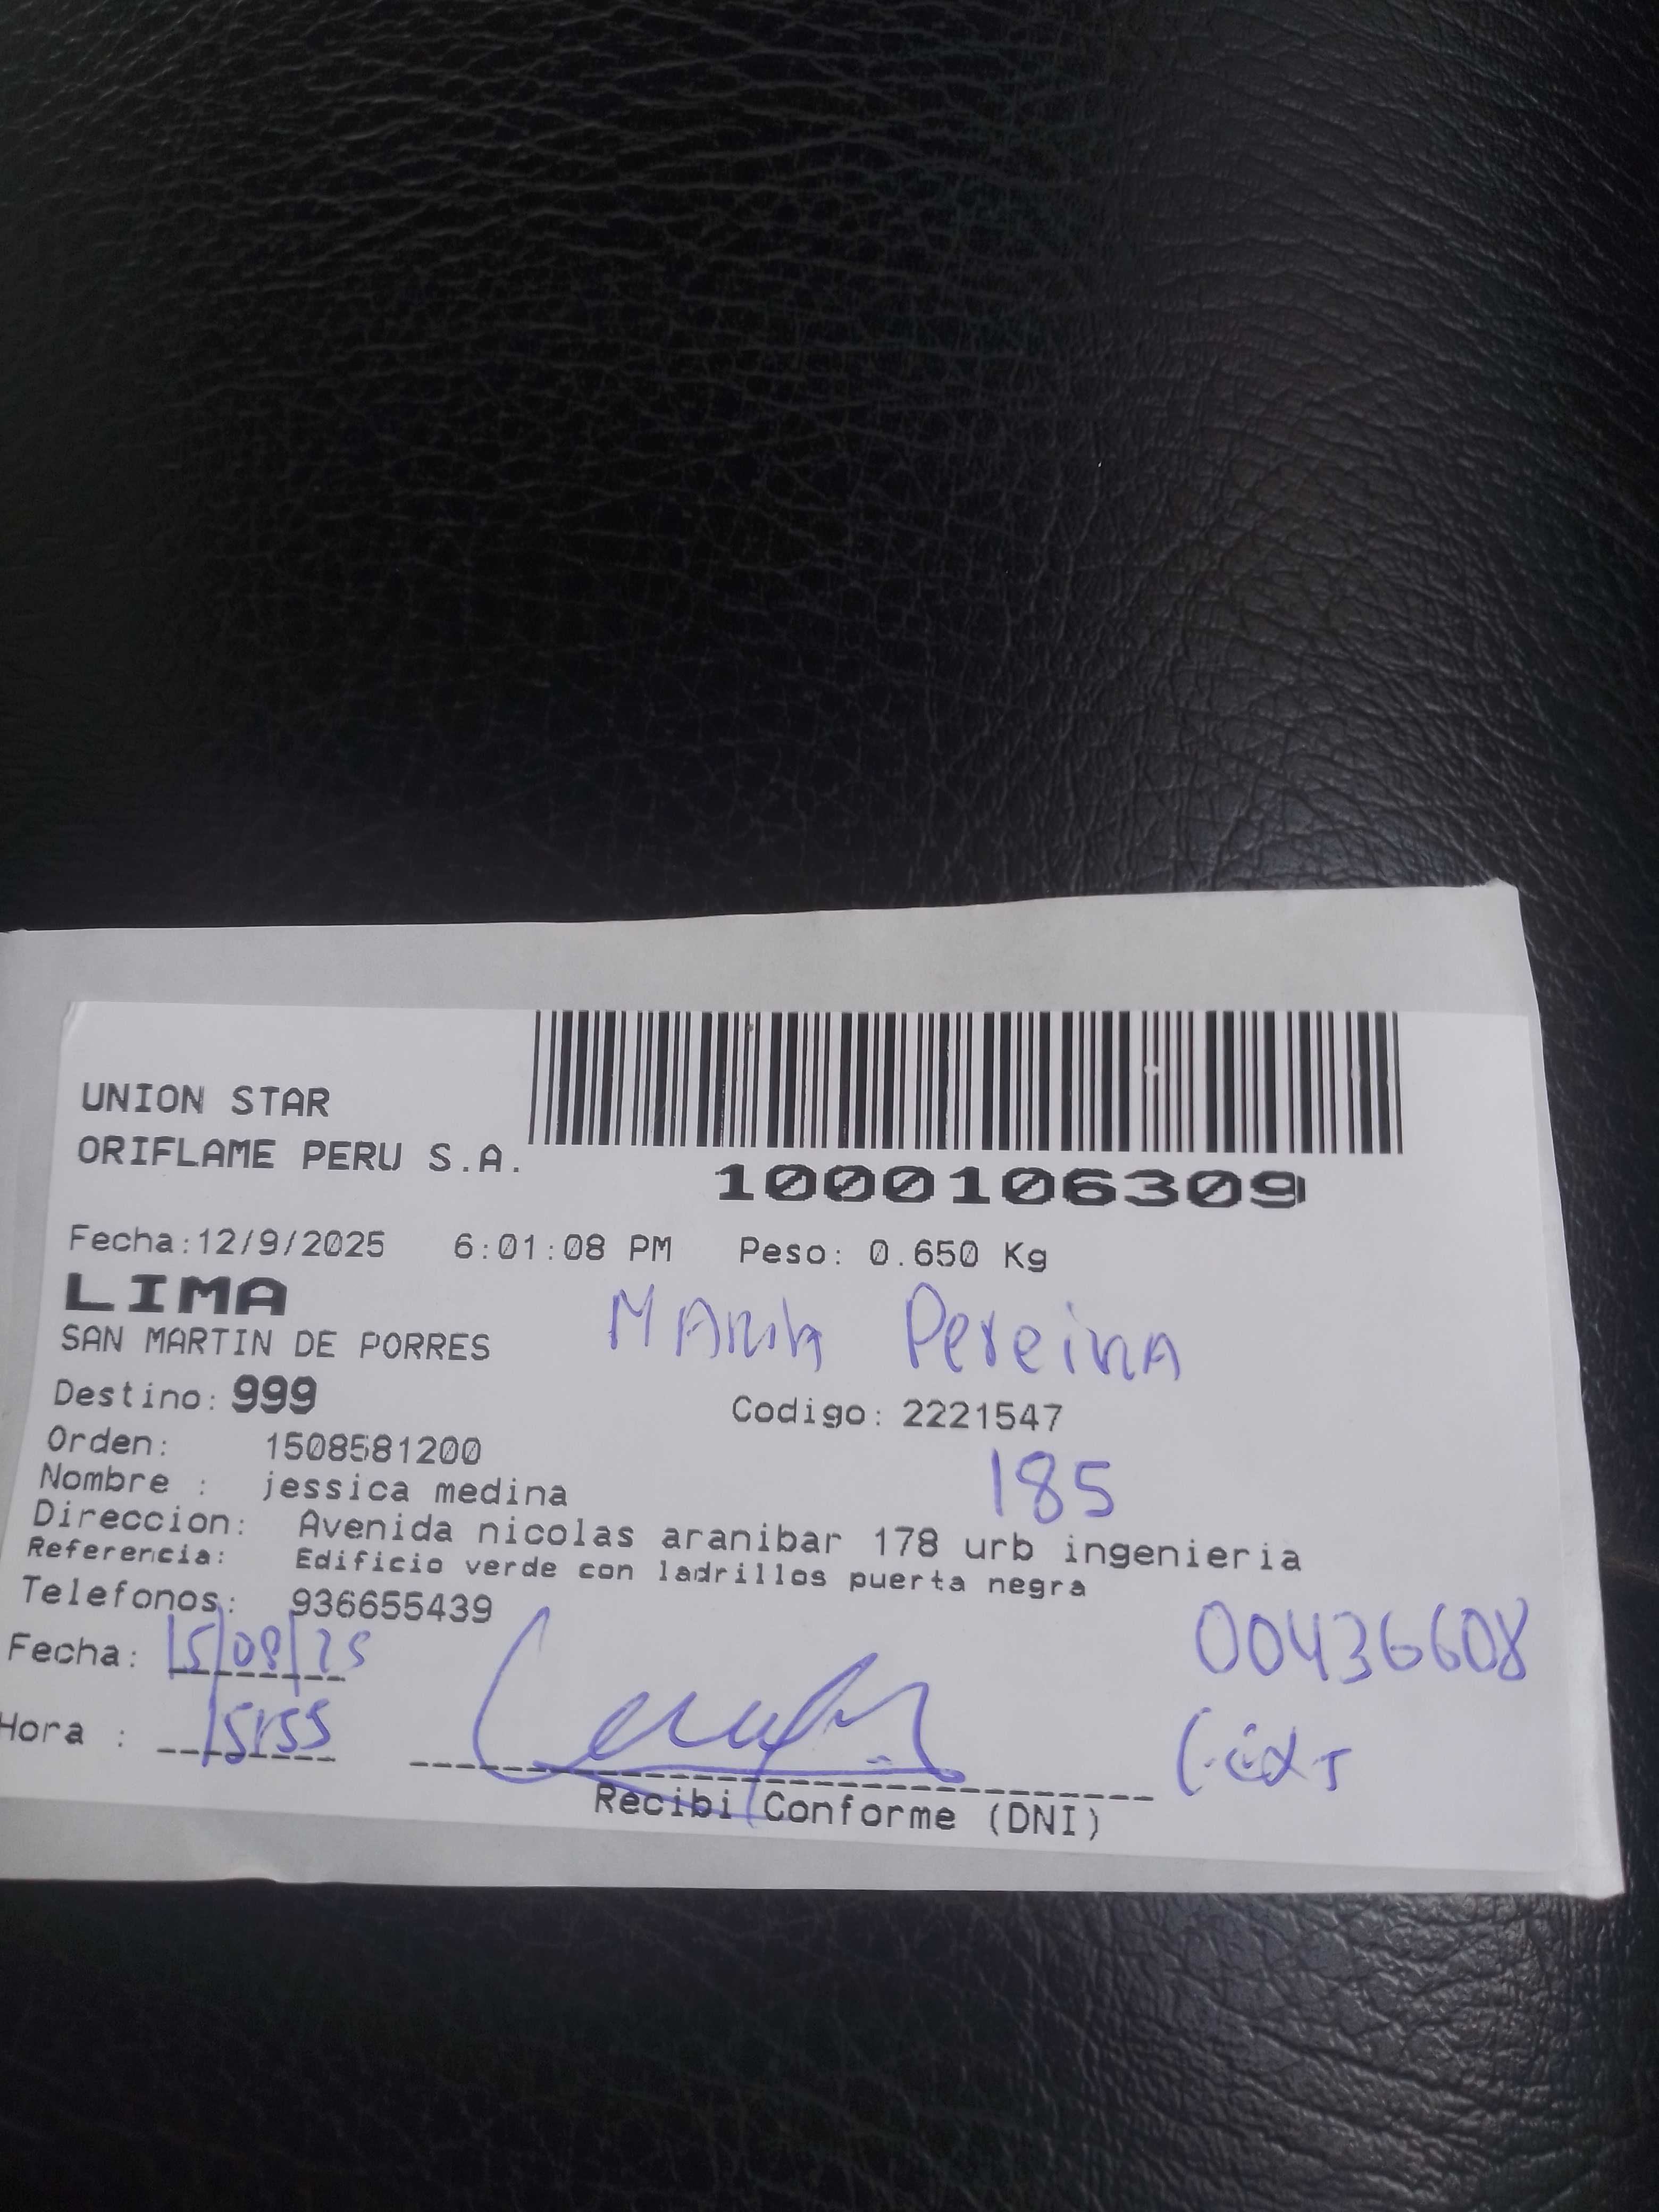 UNION STAR
ORIFLAME PERU S.A.
1000106309
Fecha:12/9/2025 6:01:08 PM Peso: 0.650 Kg
LIMA
SAN MARTIN DE PORRES
Maria Pereira
Destino: 999 Codigo: 2221547
Orden: 1508581200
185
Nombre : jessica medina
Direccion: Avenida nicolas aranibar 178 urb ingenieria
Referencia: Edificio verde con ladrillos puerta negra
Telefonos: 936655439
00436608
Fecha: 15/09/25
Hora : 15:55
Recibi Conforme (DNI)